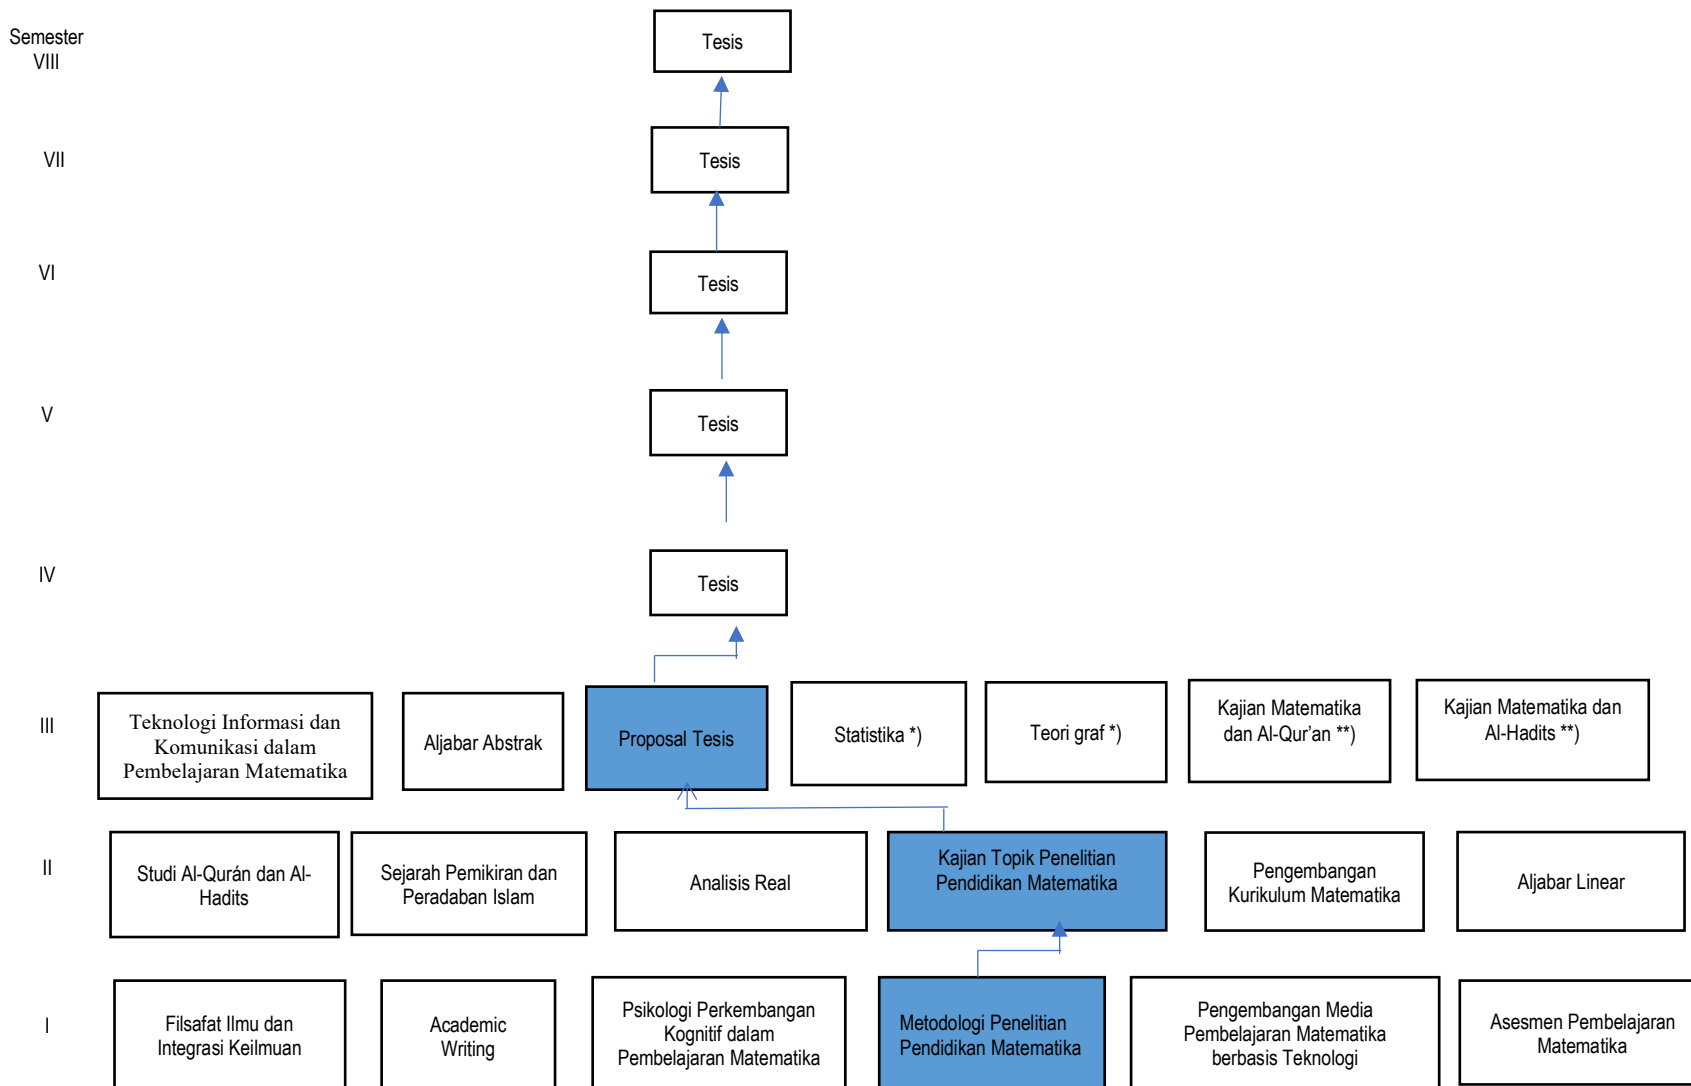 Semester
VIII
Tesis
VII
Tesis
VI
Tesis
V
Tesis
IV
Tesis
III
Teknologi Informasi dan
Komunikasi dalam
Pembelajaran Matematika
Aljabar Abstrak
Proposal Tesis
Statistika *)
Teori graf *)
Kajian Matematika
dan Al-Qur’an **)
Kajian Matematika dan
Al-Hadits **)
II
Studi Al-Qurán dan Al-
Hadits
Sejarah Pemikiran dan
Peradaban Islam
Analisis Real
Kajian Topik Penelitian
Pendidikan Matematika
Pengembangan
Kurikulum Matematika
Aljabar Linear
I
Filsafat Ilmu dan
Integrasi Keilmuan
Academic
Writing
Psikologi Perkembangan
Kognitif dalam
Pembelajaran Matematika
Metodologi Penelitian
Pendidikan Matematika
Pengembangan Media
Pembelajaran Matematika
berbasis Teknologi
Asesmen Pembelajaran
Matematika